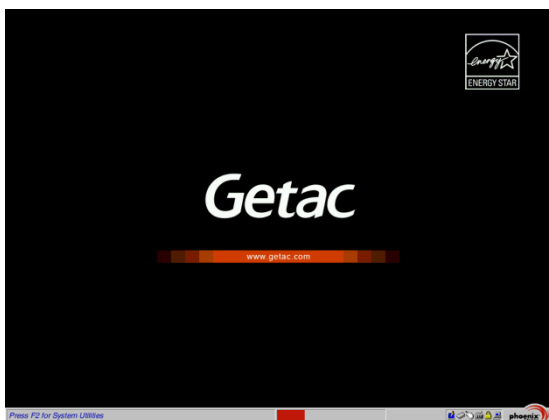 energy
ENERGY STAR
Getac
www.getac.com
Press F2 for System Utilities
phoenix